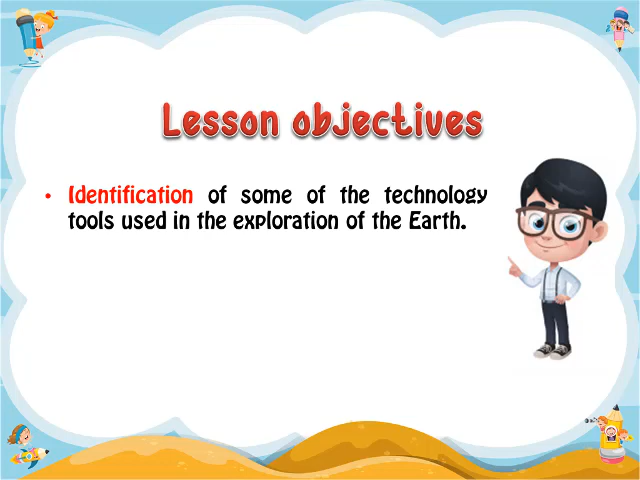 Lesson objectives
• Identification of some of the technology
tools used in the exploration of the Earth.